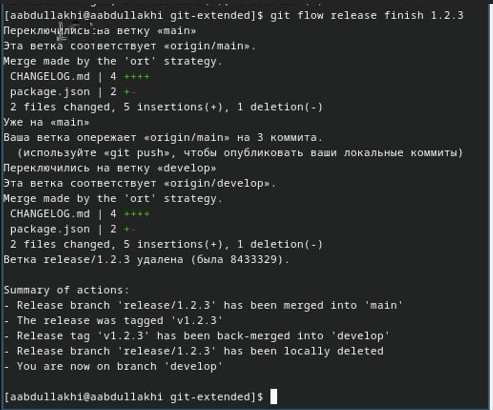 [aabdullakhi@aabdullakhi git-extended]$ git flow release finish 1.2.3
Переключились на ветку «main»
Эта ветка соответствует «origin/main».
Merge made by the 'ort' strategy.
CHANGELOG.md | 4 ++++
package.json | 2 +-
2 files changed, 5 insertions(+), 1 deletion(-)
Уже на «main»
Ваша ветка опережает «origin/main» на 3 коммита.
(используйте «git push», чтобы опубликовать ваши локальные коммиты)
Переключились на ветку «develop»
Эта ветка соответствует «origin/develop».
Merge made by the 'ort' strategy.
CHANGELOG.md | 4 ++++
package.json | 2 +-
2 files changed, 5 insertions(+), 1 deletion(-)
Ветка release/1.2.3 удалена (была 8433329).
Summary of actions:
- Release branch 'release/1.2.3' has been merged into 'main'
- The release was tagged 'v1.2.3'
- Release tag 'v1.2.3' has been back-merged into 'develop'
- Release branch 'release/1.2.3' has been locally deleted
- You are now on branch 'develop'
[aabdullakhi@aabdullakhi git-extended]$